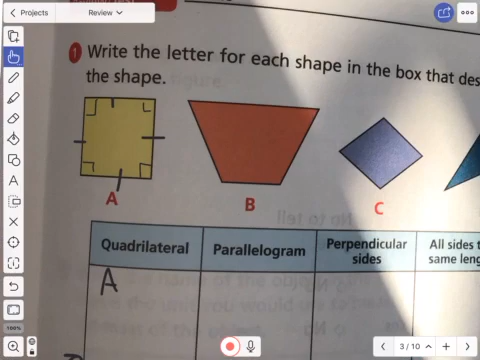 Projects
Review
1 Write the letter for each shape in the box that des
the shape.
A
B
C
Quadrilateral Parallelogram Perpendicular sides All sides t same leng
A
100%
3 / 10